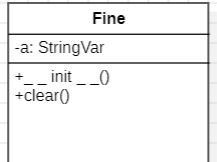 Fine
-a: StringVar
+_ _ init _ _()
+clear()